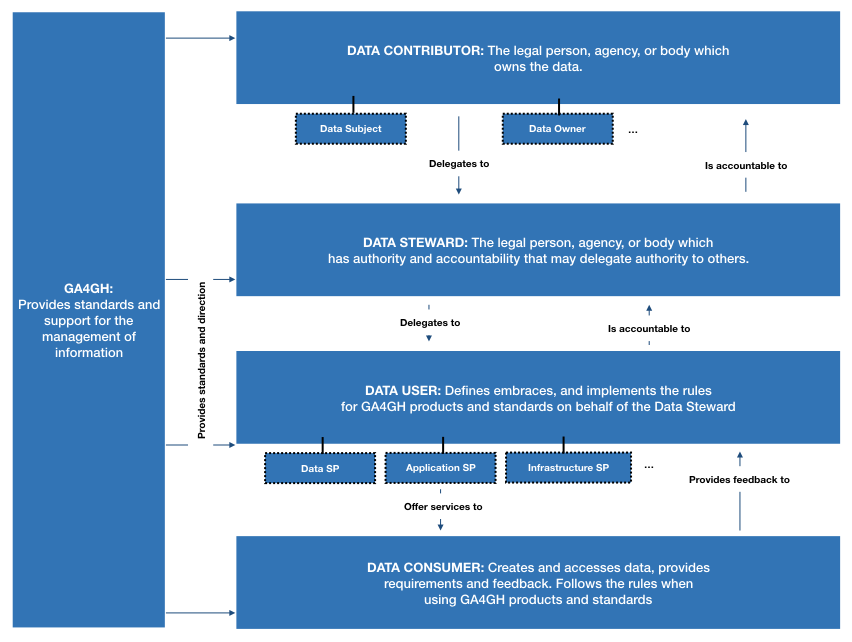 GA4GH:
Provides standards and
support for the
management of
information
Provides standards and direction
DATA CONTRIBUTOR: The legal person, agency, or body which
owns the data.
Data Subject
Data Owner
...
Delegates to
Is accountable to
DATA STEWARD: The legal person, agency, or body which
has authority and accountability that may delegate authority to others.
Delegates to
Is accountable to
DATA USER: Defines embraces, and implements the rules
for GA4GH products and standards on behalf of the Data Steward
Data SP
Application SP
Infrastructure SP
...
Offer services to
Provides feedback to
DATA CONSUMER: Creates and accesses data, provides
requirements and feedback. Follows the rules when
using GA4GH products and standards